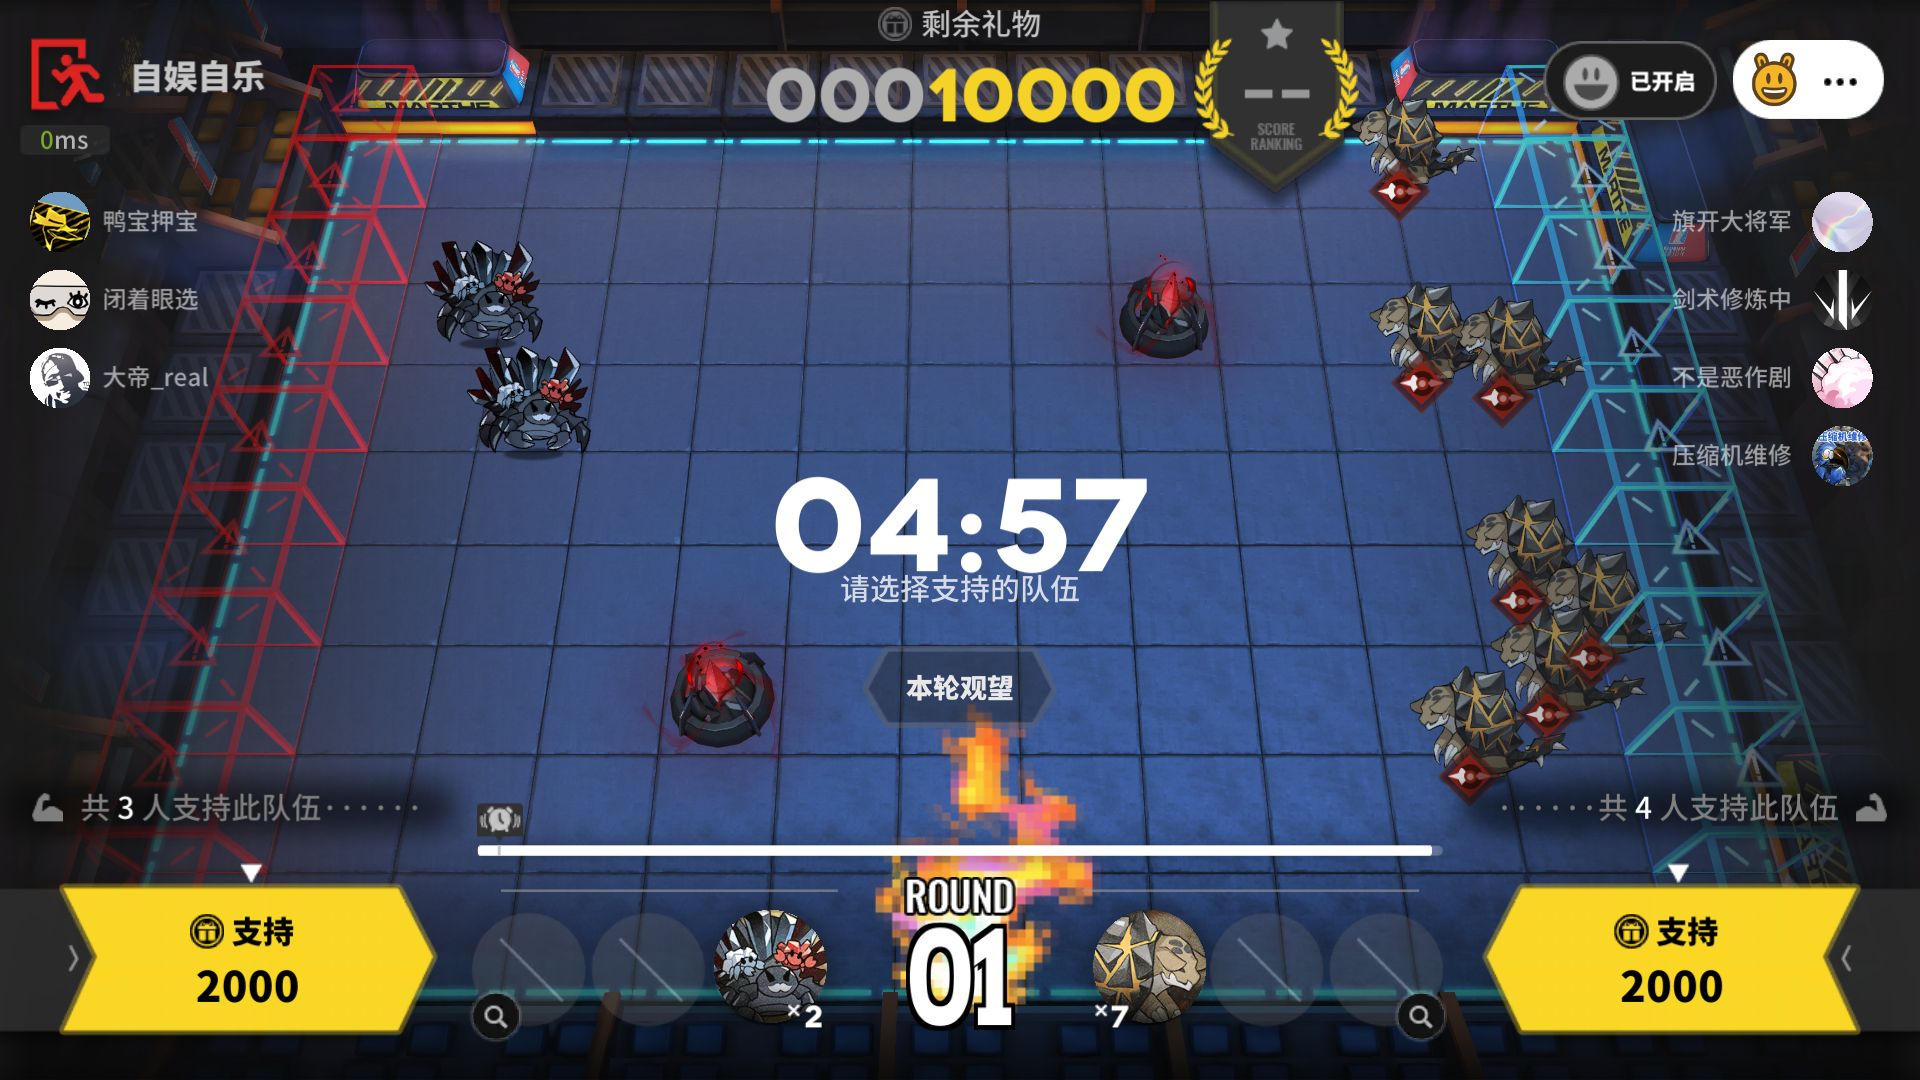 剩余礼物
00010000
SCORE
RANKING
自娱自乐
已开启
0ms
鸭宝押宝
闭着眼选
大帝_real
旗开大将军
剑术修炼中
不是恶作剧
压缩机维修
04:57
请选择支持的队伍
本轮观望
共 3 人支持此队伍······
······共 4 人支持此队伍
支持
2000
×2
ROUND
01
×7
支持
2000